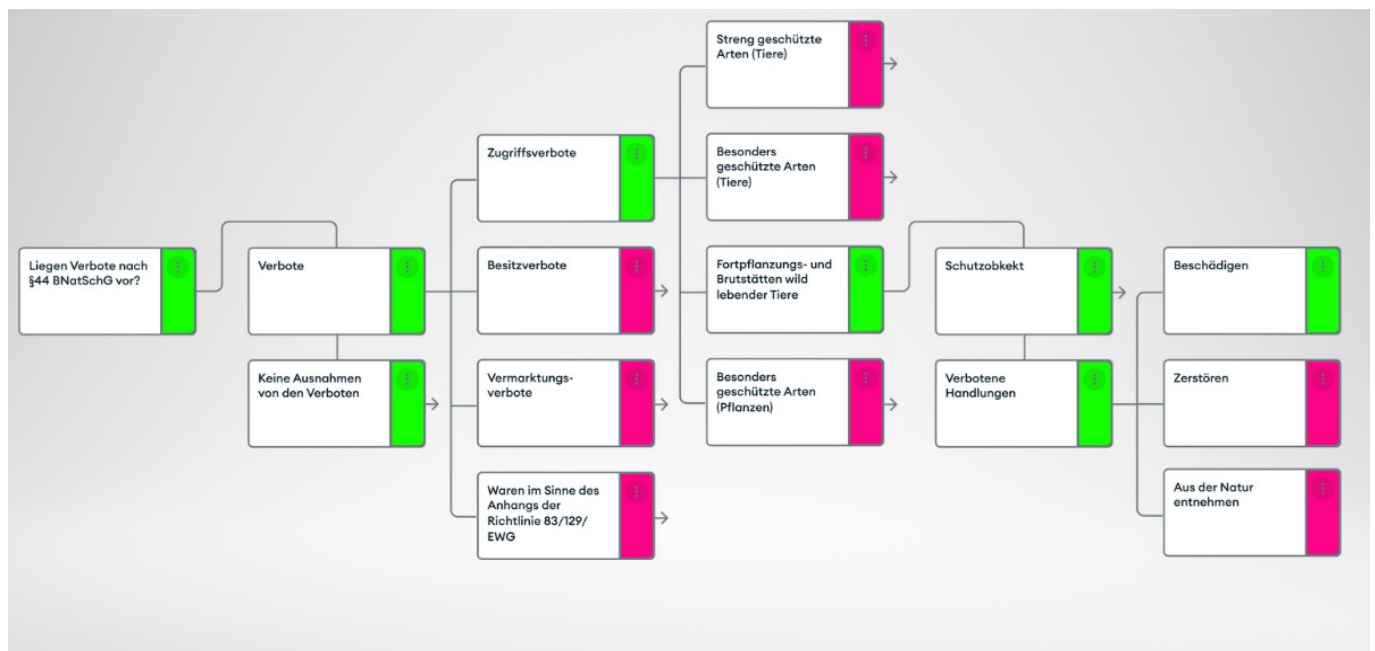 Liegen Verbote nach
§44 BNatSchG vor?
Verbote
Keine Ausnahmen
von den Verboten
Zugriffsverbote
Besitzverbote
Vermarktungs-
verbote
Waren im Sinne des
Anhangs der
Richtlinie 83/129/
EWG
Streng geschützte
Arten (Tiere)
Besonders
geschützte Arten
(Tiere)
Fortpflanzungs- und
Brutstätten wild
lebender Tiere
Besonders
geschützte Arten
(Pflanzen)
Schutzobkekt
Verbotene
Handlungen
Beschädigen
Zerstören
Aus der Natur
entnehmen